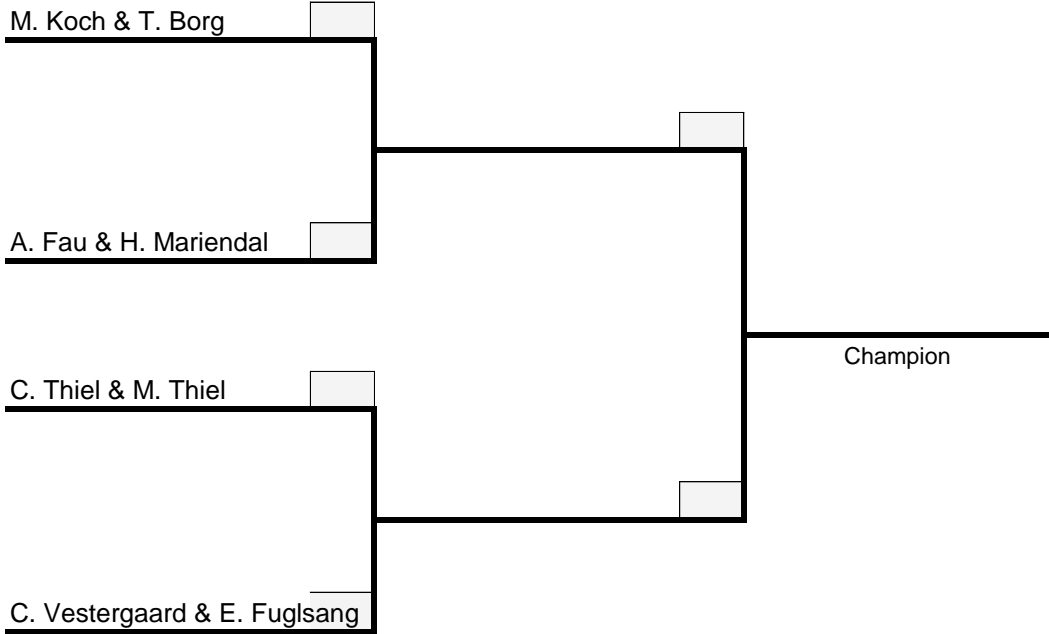 M. Koch & T. Borg
A. Fau & H. Mariendal
Champion
C. Thiel & M. Thiel
C. Vestergaard & E. Fuglsang